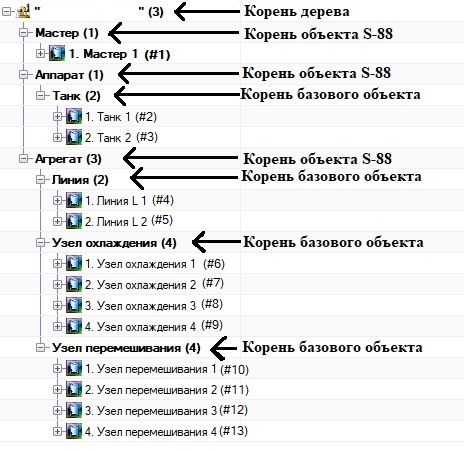 " " (3) Корень дерева
Мастер (1) Корень объекта S-88
1. Мастер 1 (#1)
Аппарат (1) Корень объекта S-88
Танк (2) Корень базового объекта
1. Танк 1 (#2)
2. Танк 2 (#3)
Агрегат (3) Корень объекта S-88
Линия (2) Корень базового объекта
1. Линия L 1 (#4)
2. Линия L 2 (#5)
Узел охлаждения (4) Корень базового объекта
1. Узел охлаждения 1 (#6)
2. Узел охлаждения 2 (#7)
3. Узел охлаждения 3 (#8)
4. Узел охлаждения 4 (#9)
Узел перемешивания (4) Корень базового объекта
1. Узел перемешивания 1 (#10)
2. Узел перемешивания 2 (#11)
3. Узел перемешивания 3 (#12)
4. Узел перемешивания 4 (#13)